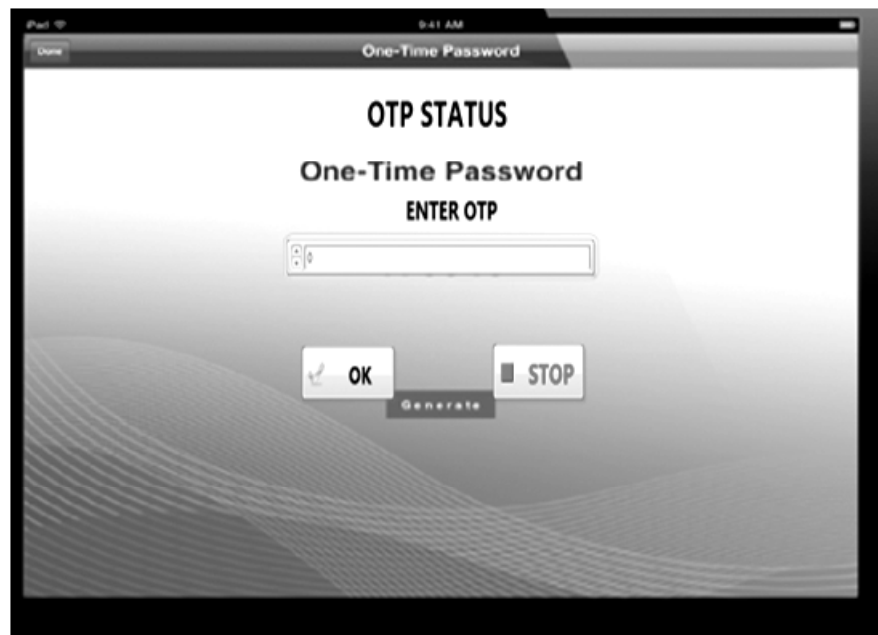 iPad 9:41 AM
Done One-Time Password
OTP STATUS
One-Time Password
ENTER OTP
0
OK STOP
Generate